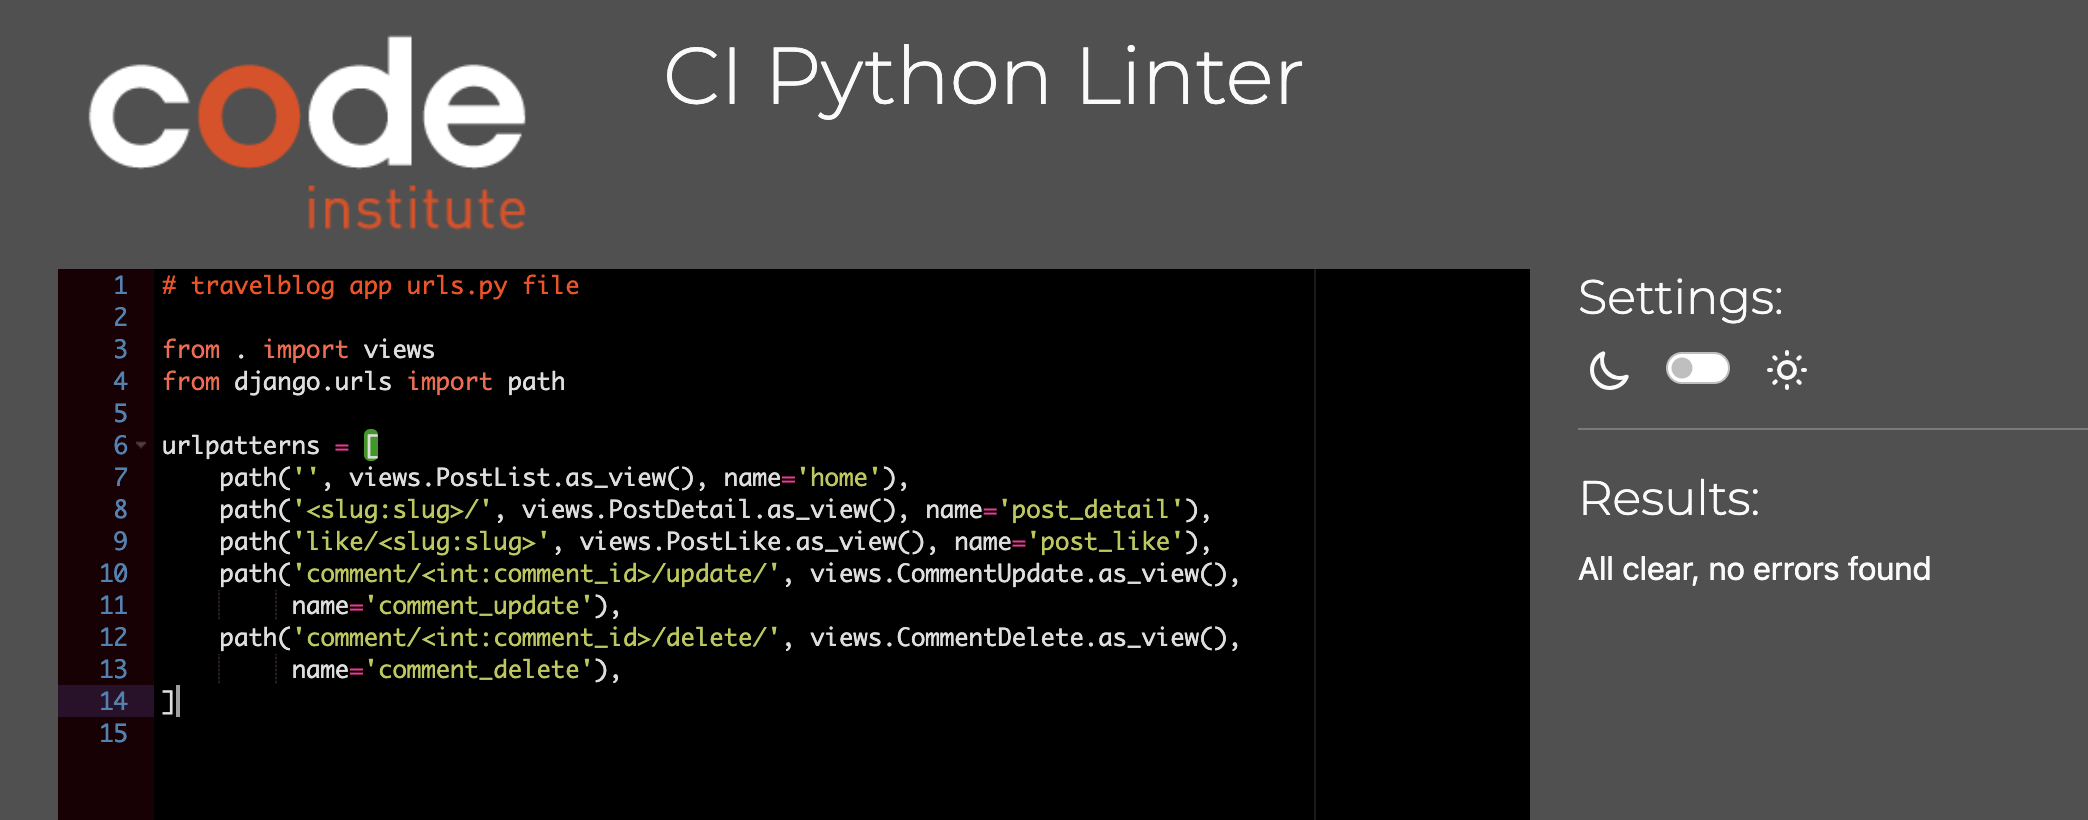 code
institute
CI Python Linter
1 # travelblog app urls.py file
2
3 from . import views
4 from django.urls import path
5
6 urlpatterns = [
7     path('', views.PostList.as_view(), name='home'),
8     path('<slug:slug>/', views.PostDetail.as_view(), name='post_detail'),
9     path('like/<slug:slug>', views.PostLike.as_view(), name='post_like'),
10     path('comment/<int:comment_id>/update/', views.CommentUpdate.as_view(),
11          name='comment_update'),
12     path('comment/<int:comment_id>/delete/', views.CommentDelete.as_view(),
13          name='comment_delete'),
14 ]
15
Settings:
Results:
All clear, no errors found